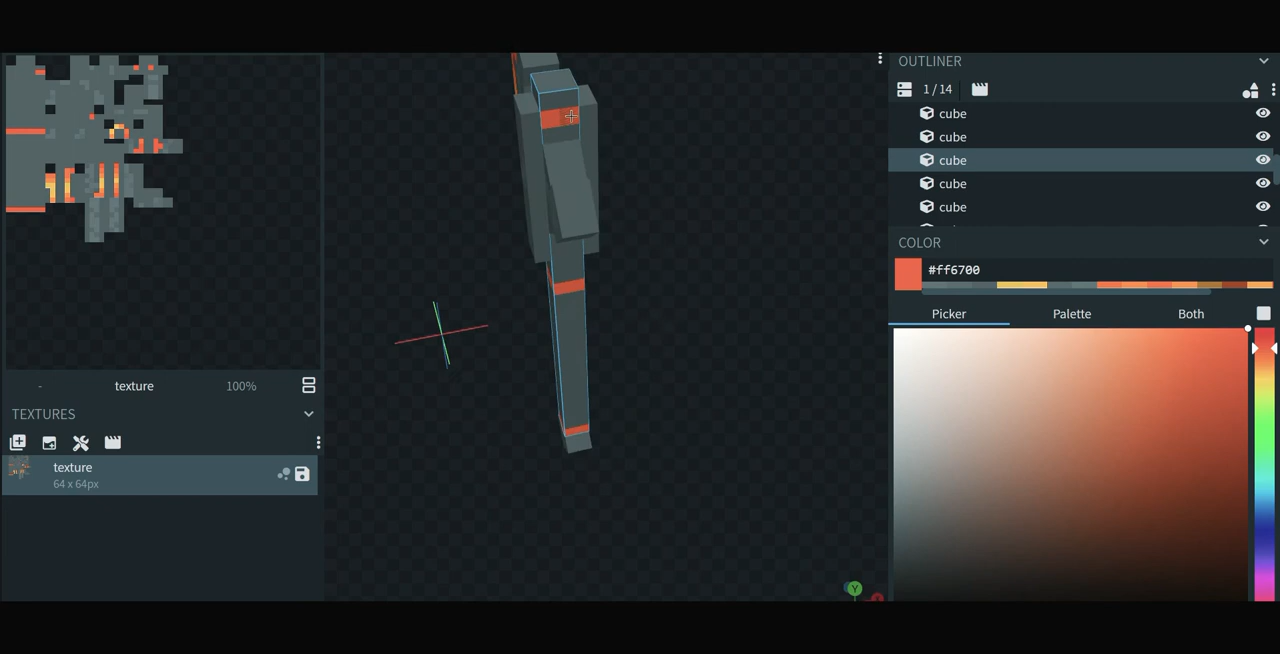 OUTLINER
1 / 14
cube
cube
cube
cube
cube
COLOR
#ff6700
Picker
Palette
Both
- texture 100%
TEXTURES
texture
64 x 64px
Y